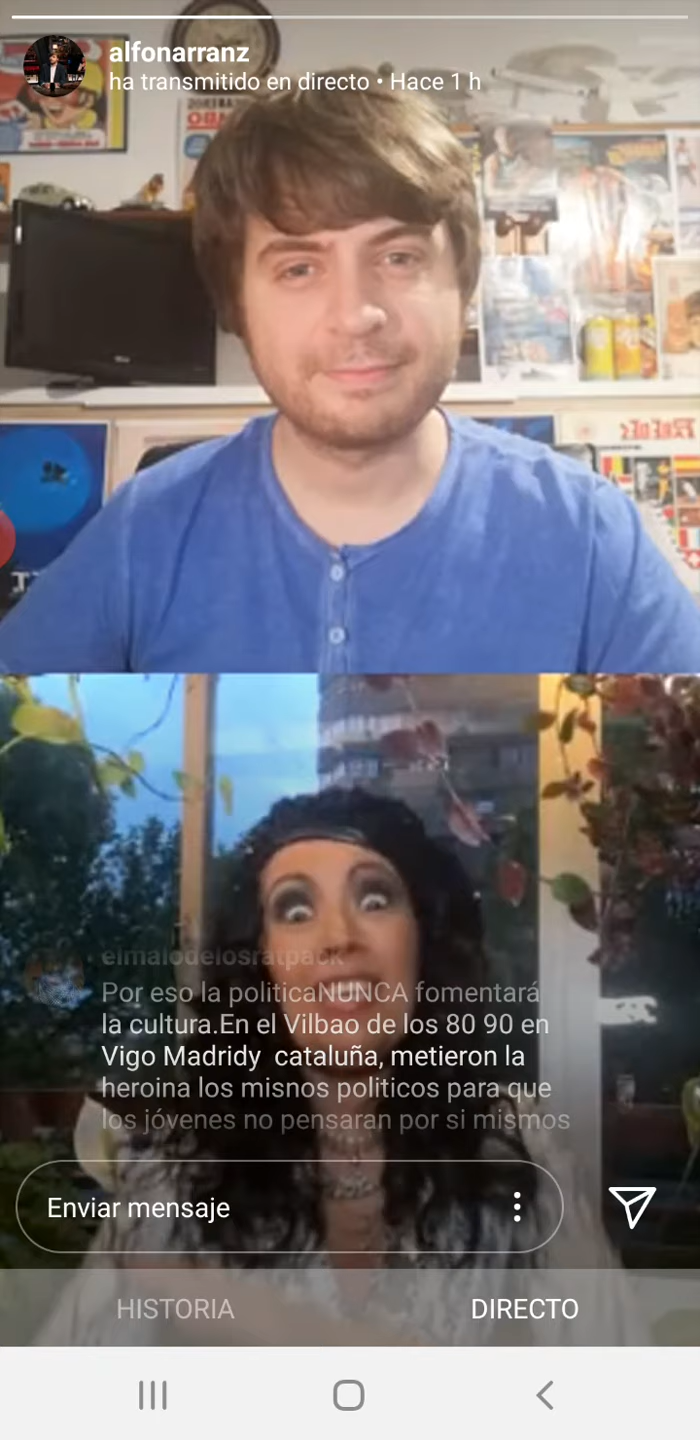 alfonarranz
ha transmitido en directo • Hace 1 h
elmalodelosratpack
Por eso la politicaNUNCA fomentará
la cultura.En el Vilbao de los 80 90 en
Vigo Madridy cataluña, metieron la
heroina los misnos politicos para que
los jóvenes no pensaran por si mismos
Enviar mensaje
HISTORIA
DIRECTO